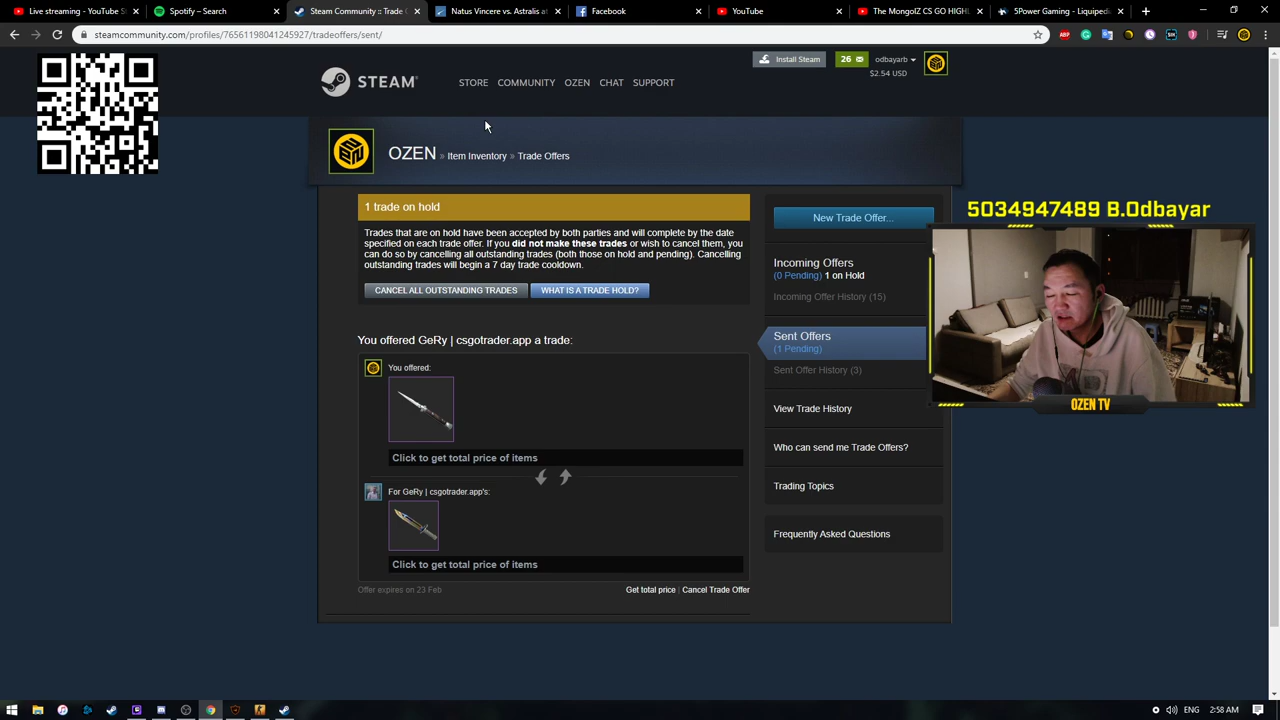 Live streaming - YouTube St
Spotify – Search
Steam Community :: Trade O
Natus Vincere vs. Astralis at
Facebook
YouTube
The MongolZ CS GO HIGHL
5Power Gaming - Liquipedi
steamcommunity.com/profiles/76561198041245927/tradeoffers/sent/
STEAM
STORE
COMMUNITY
OZEN
CHAT
SUPPORT
Install Steam
26
odbayarb
$2.54 USD
OZEN » Item Inventory » Trade Offers
1 trade on hold
Trades that are on hold have been accepted by both parties and will complete by the date
specified on each trade offer. If you did not make these trades or wish to cancel them, you
can do so by cancelling all outstanding trades (both those on hold and pending). Cancelling
outstanding trades will begin a 7 day trade cooldown.
CANCEL ALL OUTSTANDING TRADES
WHAT IS A TRADE HOLD?
You offered GeRy | csgotrader.app a trade:
You offered:
Click to get total price of items
For GeRy | csgotrader.app's:
Click to get total price of items
Offer expires on 23 Feb
Get total price | Cancel Trade Offer
New Trade Offer...
Incoming Offers
(0 Pending) 1 on Hold
Incoming Offer History (15)
Sent Offers
(1 Pending)
Sent Offer History (3)
View Trade History
Who can send me Trade Offers?
Trading Topics
Frequently Asked Questions
5034947489 B.Odbayar
OZEN TV
ENG
2:58 AM